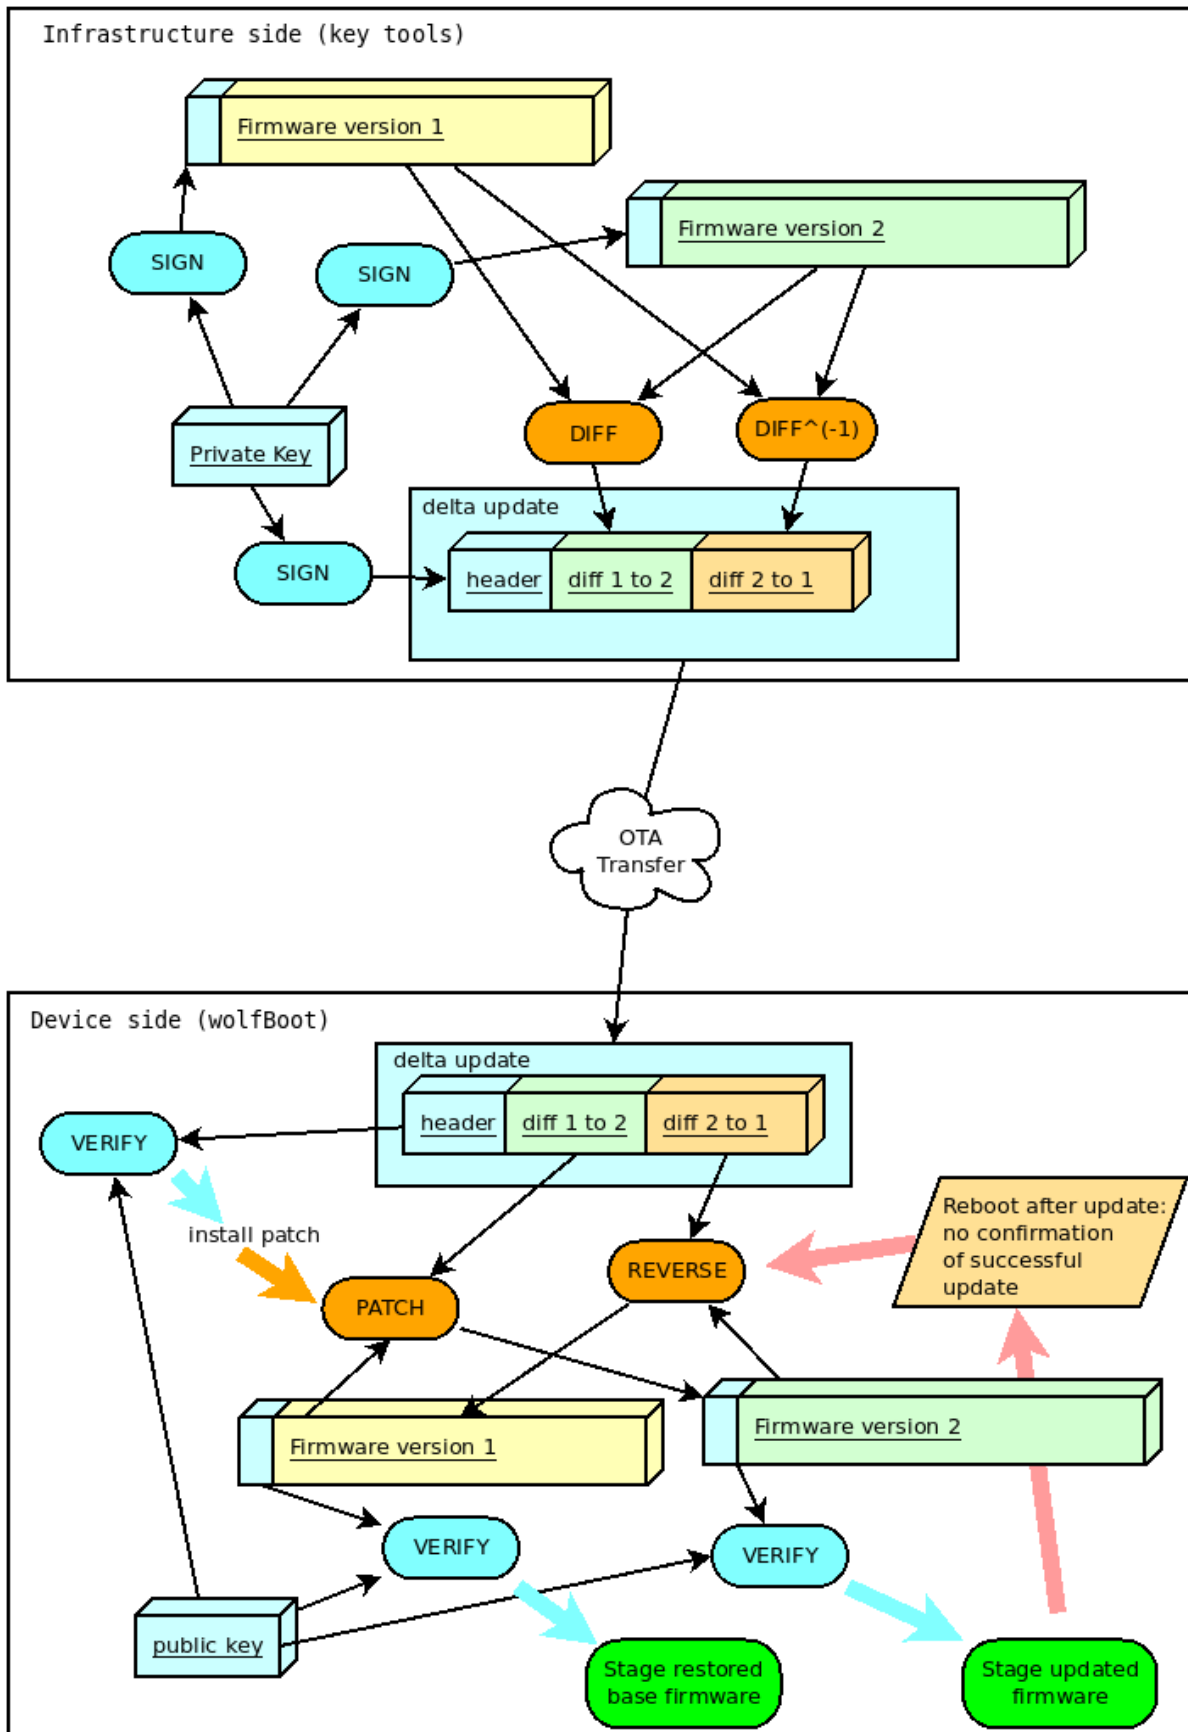 Infrastructure side (key tools)
Firmware version 1
Firmware version 2
SIGN
SIGN
Private Key
DIFF
DIFF^(-1)
delta update
SIGN
header
diff 1 to 2
diff 2 to 1
OTA
Transfer
Device side (wolfBoot)
delta update
header
diff 1 to 2
diff 2 to 1
VERIFY
install patch
Reboot after update:
no confirmation
of successful
update
REVERSE
PATCH
Firmware version 1
Firmware version 2
VERIFY
VERIFY
public key
Stage restored
base firmware
Stage updated
firmware